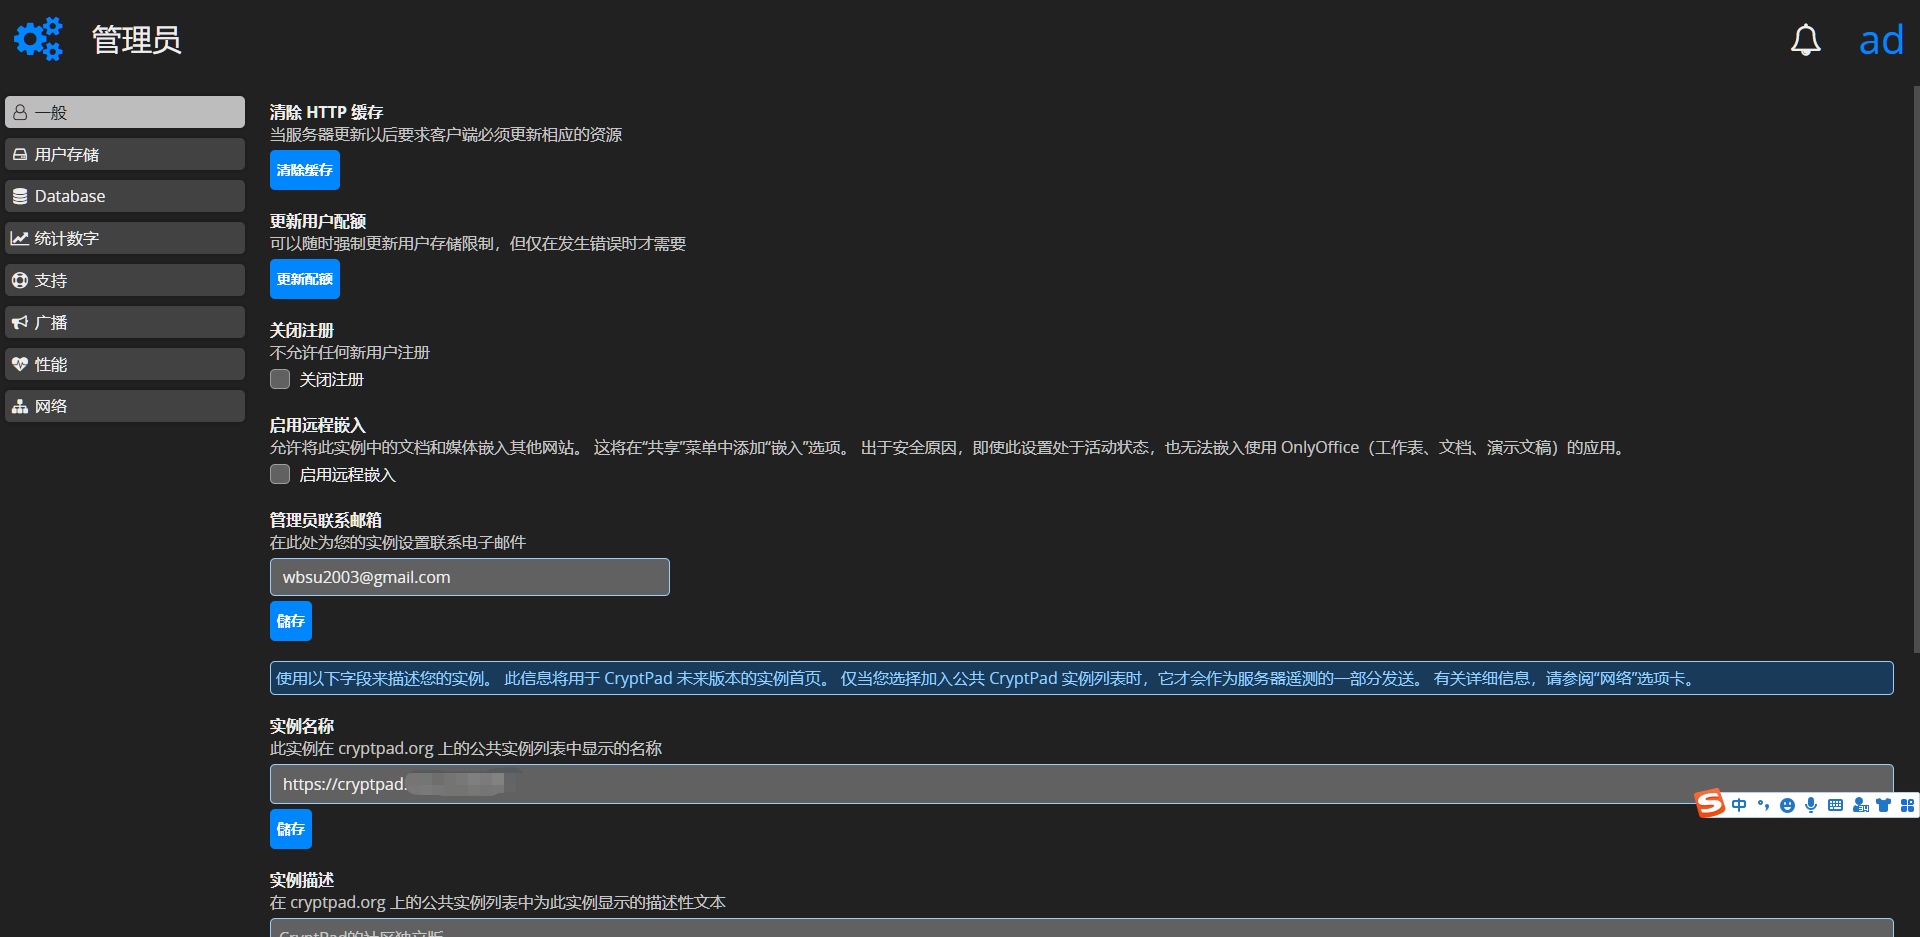 管理员
ad
一般
用户存储
Database
统计数字
支持
广播
性能
网络
清除 HTTP 缓存
当服务器更新以后要求客户端必须更新相应的资源
清除缓存
更新用户配额
可以随时强制更新用户存储限制，但仅在发生错误时才需要
更新配额
关闭注册
不允许任何新用户注册
关闭注册
启用远程嵌入
允许将此实例中的文档和媒体嵌入其他网站。 这将在“共享”菜单中添加“嵌入”选项。 出于安全原因，即使此设置处于活动状态，也无法嵌入使用 OnlyOffice（工作表、文档、演示文稿）的应用。
启用远程嵌入
管理员联系邮箱
在此处为您的实例设置联系电子邮件
wbsu2003@gmail.com
儲存
使用以下字段来描述您的实例。 此信息将用于 CryptPad 未来版本的实例首页。 仅当您选择加入公共 CryptPad 实例列表时，它才会作为服务器遥测的一部分发送。 有关详细信息，请参阅“网络”选项卡。
实例名称
此实例在 cryptpad.org 上的公共实例列表中显示的名称
https://cryptpad.
儲存
中
实例描述
在 cryptpad.org 上的公共实例列表中为此实例显示的描述性文本
CryptPad的社区独立版